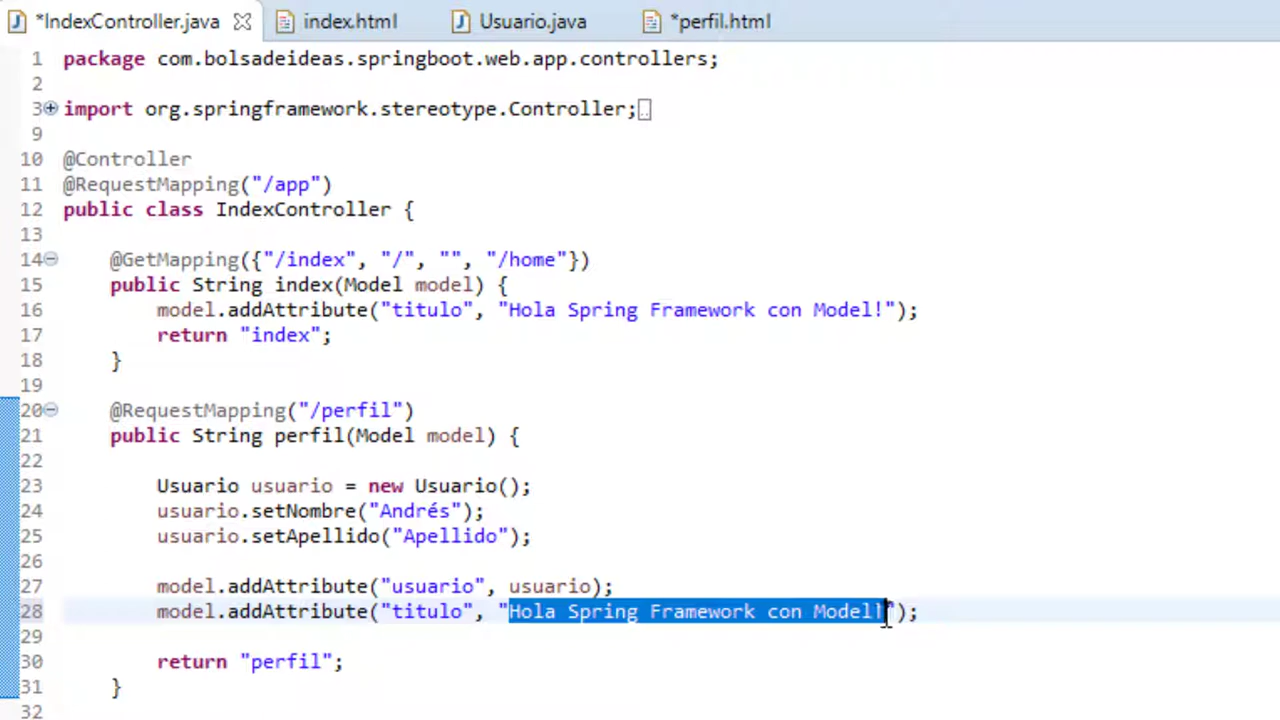 *IndexController.java index.html Usuario.java *perfil.html
1 package com.bolsadeideas.springboot.web.app.controllers;
2
3 import org.springframework.stereotype.Controller;
9
10 @Controller
11 @RequestMapping("/app")
12 public class IndexController {
13
14 @GetMapping({"/index", "/", "", "/home"})
15 public String index(Model model) {
16 model.addAttribute("titulo", "Hola Spring Framework con Model!");
17 return "index";
18 }
19
20 @RequestMapping("/perfil")
21 public String perfil(Model model) {
22
23 Usuario usuario = new Usuario();
24 usuario.setNombre("Andrés");
25 usuario.setApellido("Apellido");
26
27 model.addAttribute("usuario", usuario);
28 model.addAttribute("titulo", "Hola Spring Framework con Model!");
29
30 return "perfil";
31 }
32